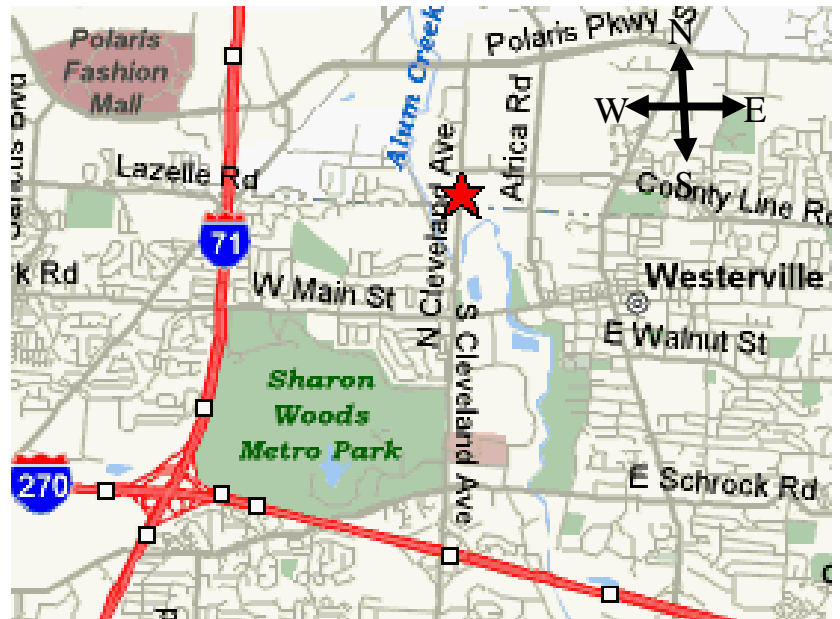 Polaris
Fashion
Mall
Polaris Pkwy
S
N
W
E
S
Alum Creek
N Cleveland Ave
Africa Rd
Lazelle Rd
County Line Rd
71
k Rd
W Main St
Westerville
E Walnut St
S Cleveland Ave
Sharon
Woods
Metro Park
270
E Schrock Rd